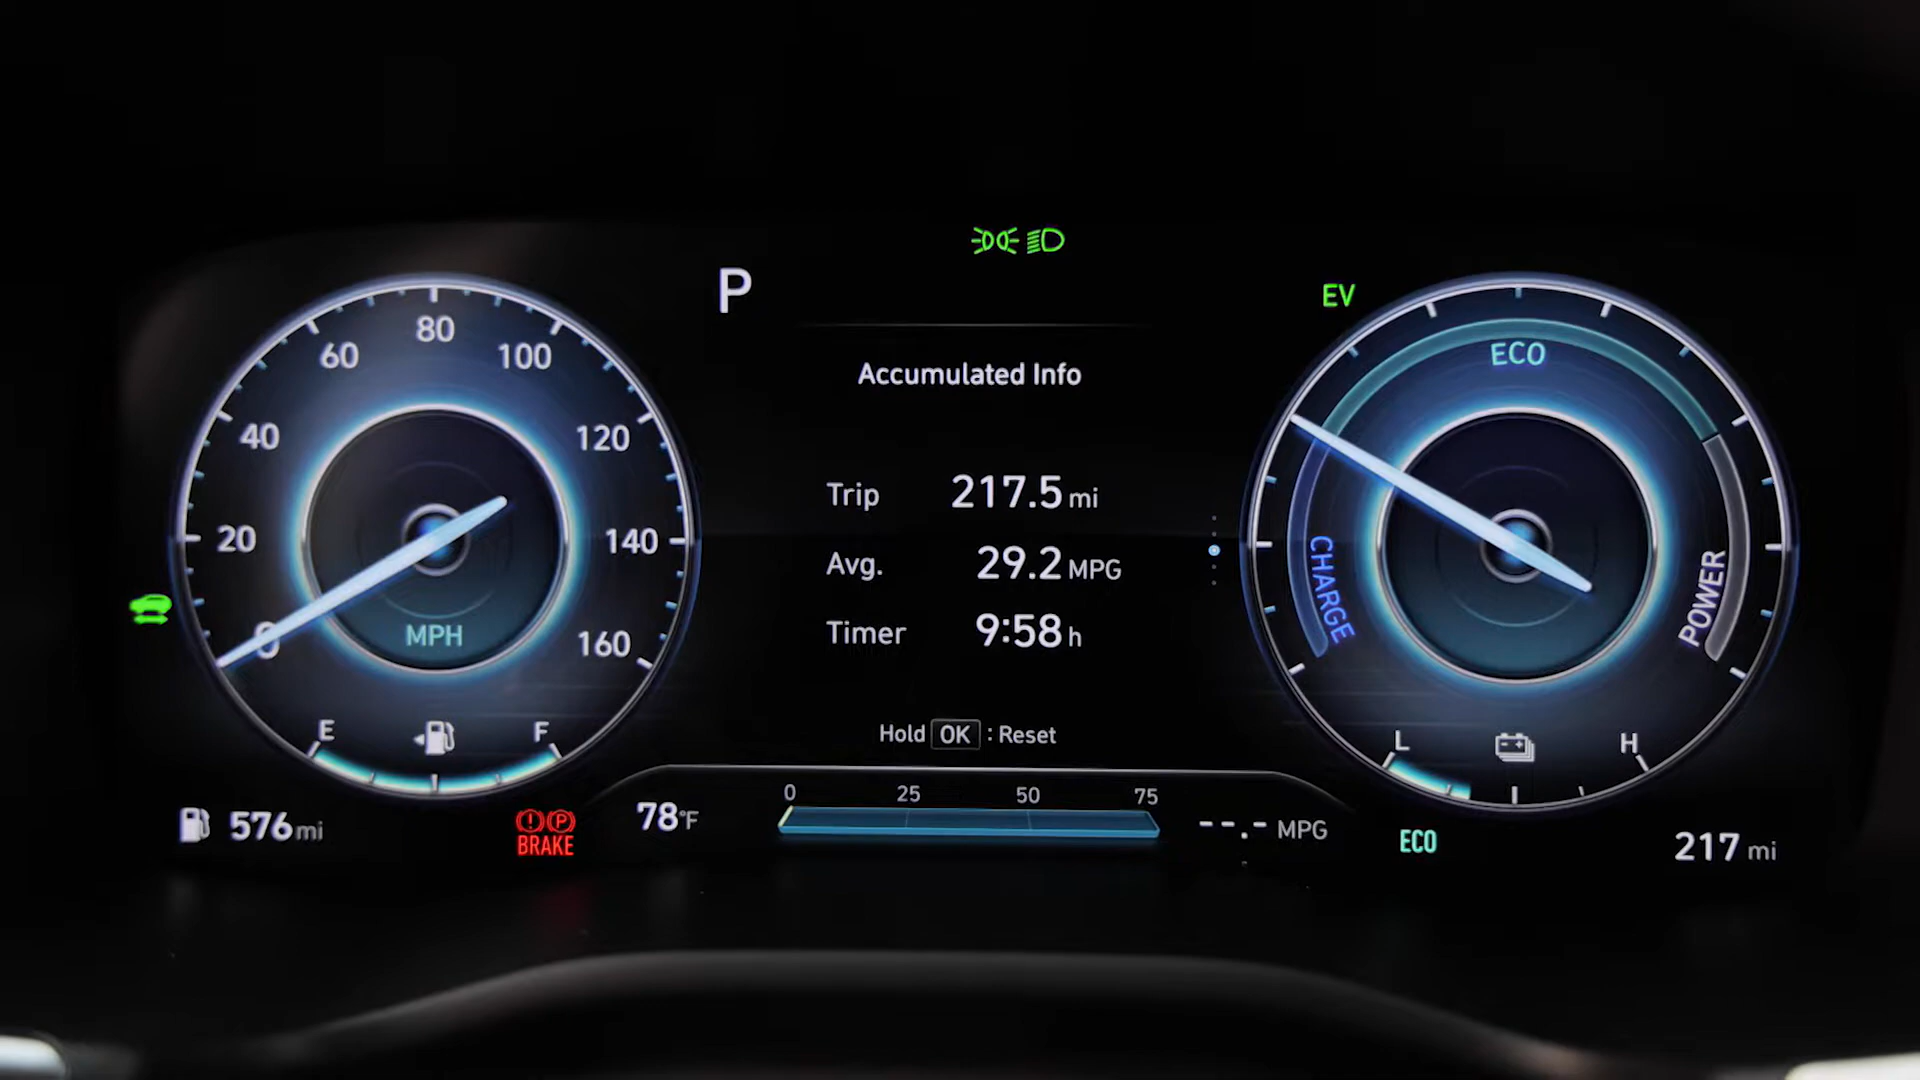 P
EV
80
60
100
40
120
20
140
0
160
MPH
E
F
576 mi
BRAKE
Accumulated Info
Trip 217.5 mi
Avg. 29.2 MPG
Timer 9:58 h
Hold OK : Reset
78°F
0 25 50 75
--.- MPG
ECO
CHARGE
POWER
L
H
ECO
217 mi